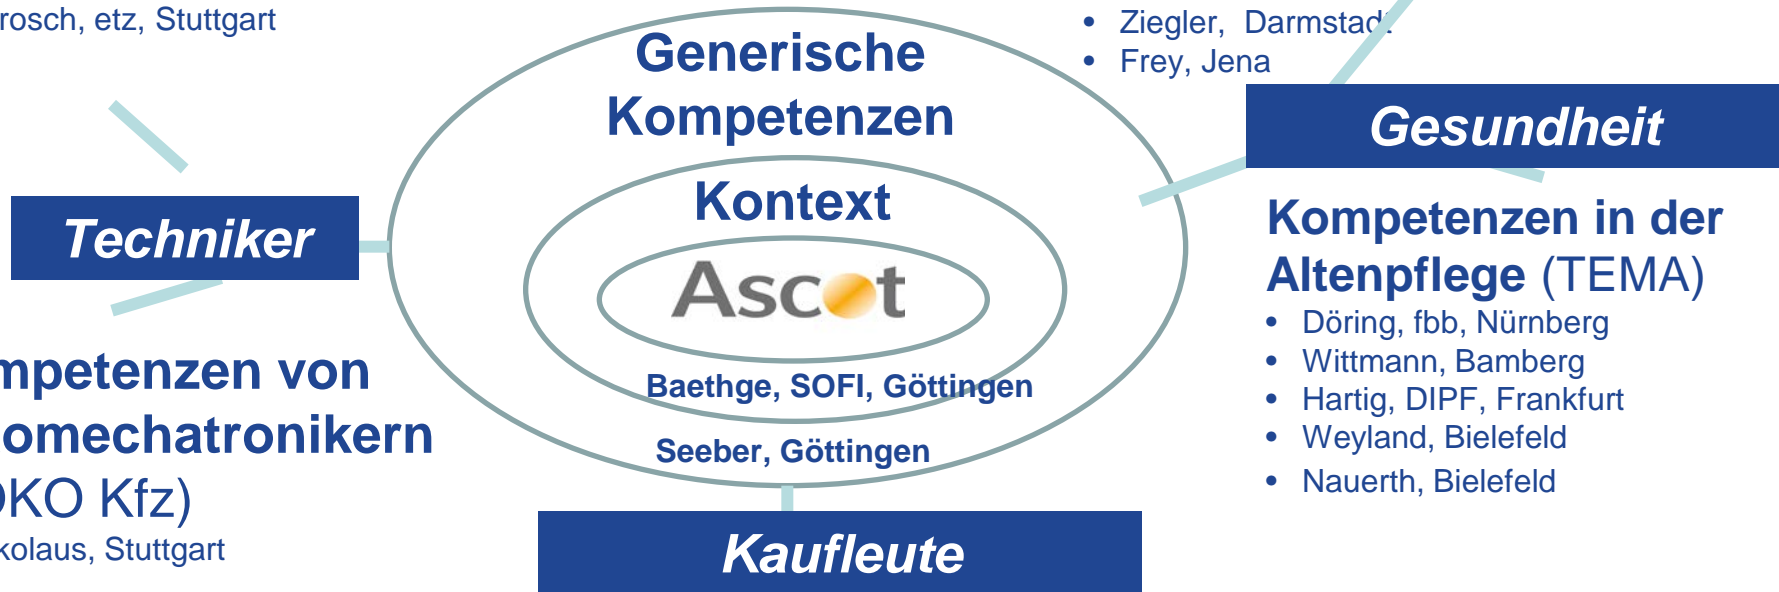 rosch, etz, Stuttgart
• Ziegler, Darmstadt
• Frey, Jena
Generische
Kompetenzen
Gesundheit
Kontext
Techniker
Ascot
Kompetenzen in der
Altenpflege (TEMA)
• Döring, fbb, Nürnberg
• Wittmann, Bamberg
• Hartig, DIPF, Frankfurt
• Weyland, Bielefeld
• Nauerth, Bielefeld
mpetenzen von
omechatronikern
OKO Kfz)
kolaus, Stuttgart
Baethge, SOFI, Göttingen
Seeber, Göttingen
Kaufleute